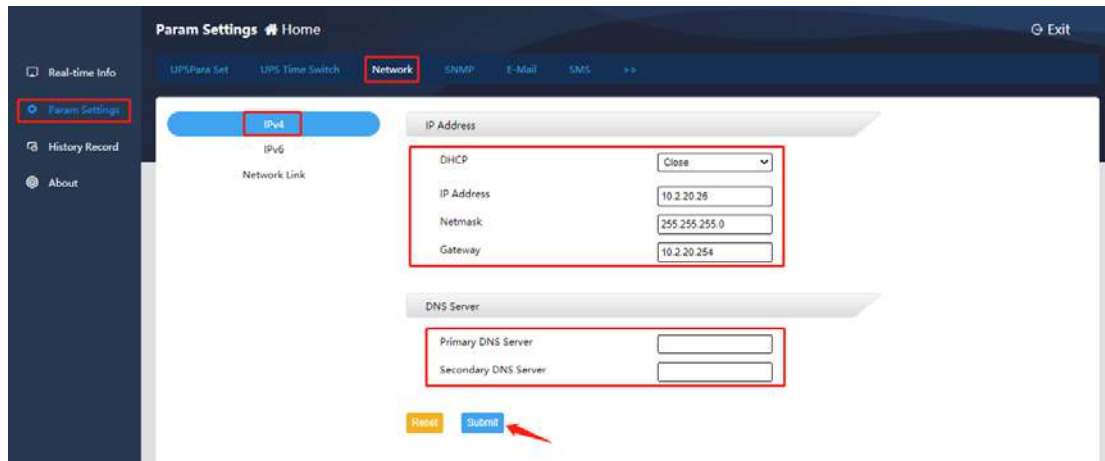 Param Settings Home
Exit
Real-time Info
Param Settings
History Record
About
UPSPara Set UPS Time Switch Network SNMP E-Mail SMS >>
IPv4
IPv6
Network Link
IP Address
DHCP Close
IP Address 10.2.20.26
Netmask 255.255.255.0
Gateway 10.2.20.254
DNS Server
Primary DNS Server
Secondary DNS Server
Reset Submit